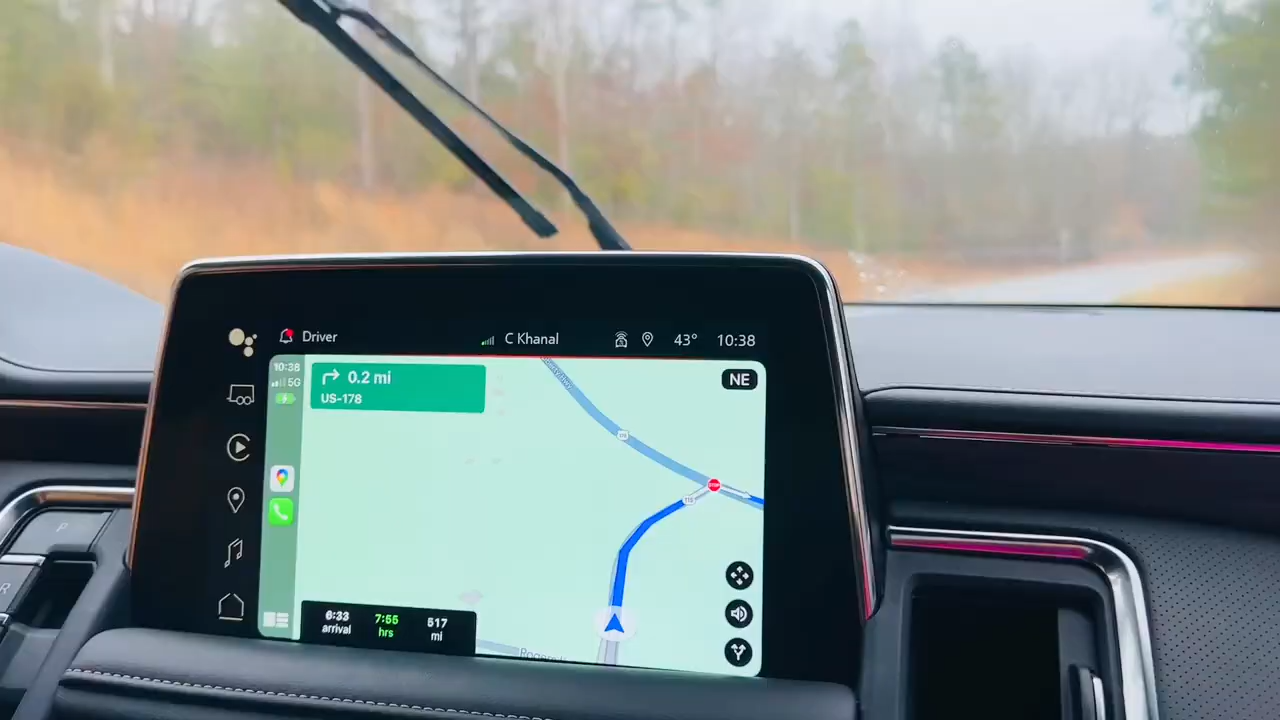 Driver
C Khanal
43°
10:38
10:38
5G
0.2 mi
US-178
NE
STOP
6:33
arrival
7:55
hrs
517
mi
P
R